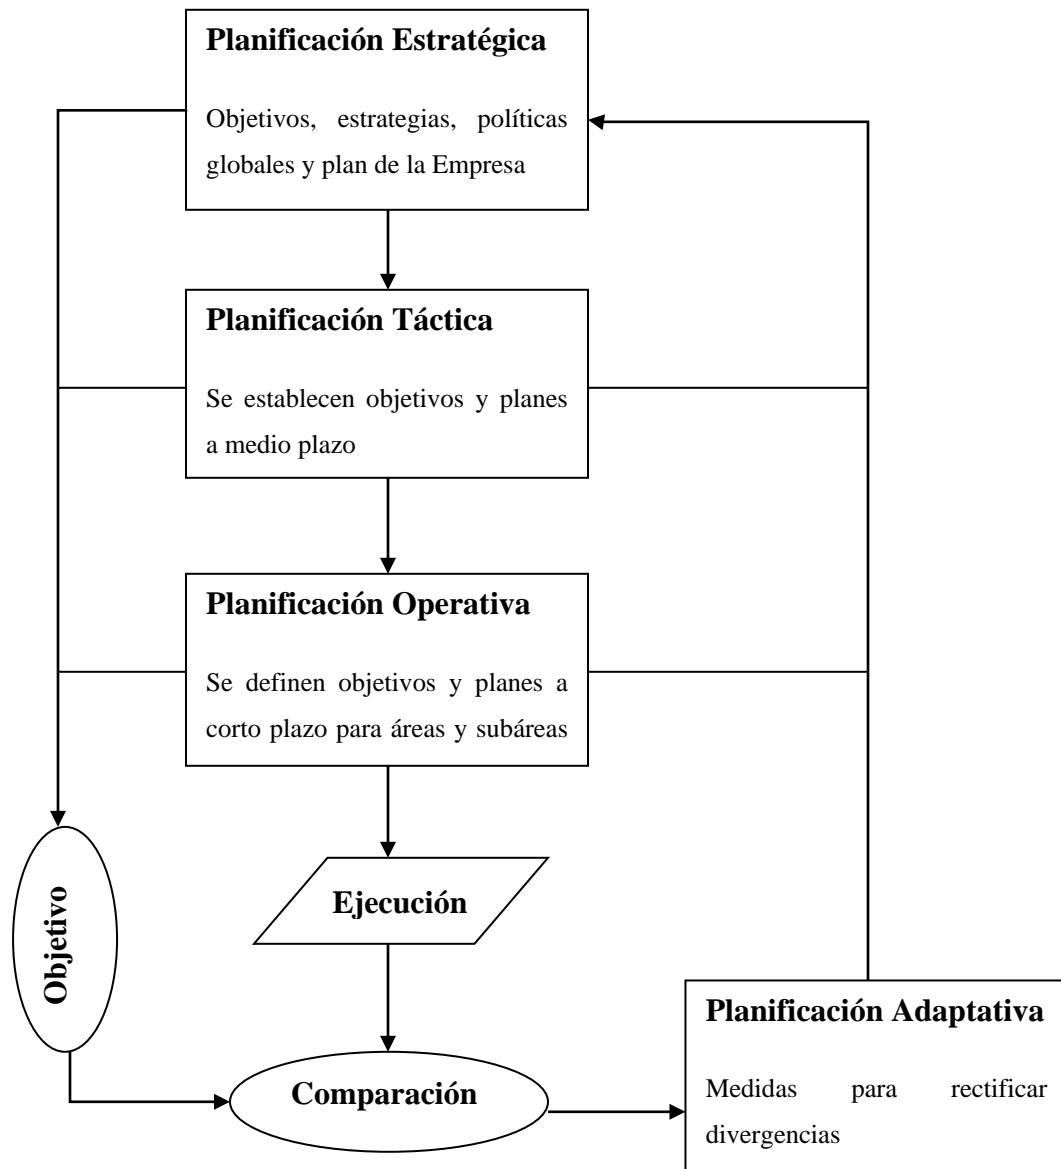 Planificación Estratégica
Objetivos, estrategias, políticas
globales y plan de la Empresa
Planificación Táctica
Se establecen objetivos y planes
a medio plazo
Planificación Operativa
Se definen objetivos y planes a
corto plazo para áreas y subáreas
Objetivo
Ejecución
Comparación
Planificación Adaptativa
Medidas para rectificar
divergencias